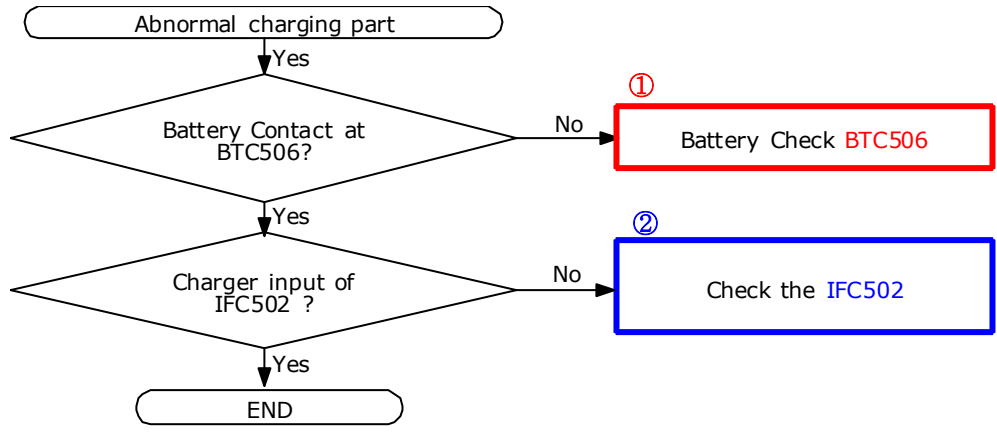 Abnormal charging part
Yes
①
Battery Contact at
BTC506?
No
Battery Check BTC506
Yes
②
Charger input of
IFC502 ?
No
Check the IFC502
Yes
END